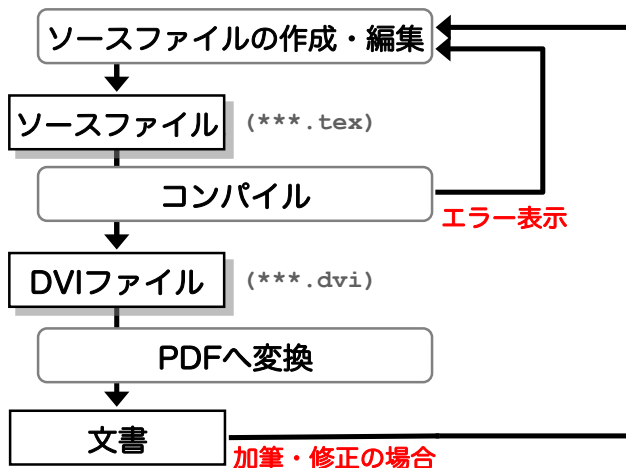 ソースファイルの作成・編集
ソースファイル (***.tex)
コンパイル
エラー表示
DVIファイル (***.dvi)
PDFへ変換
文書
加筆・修正の場合